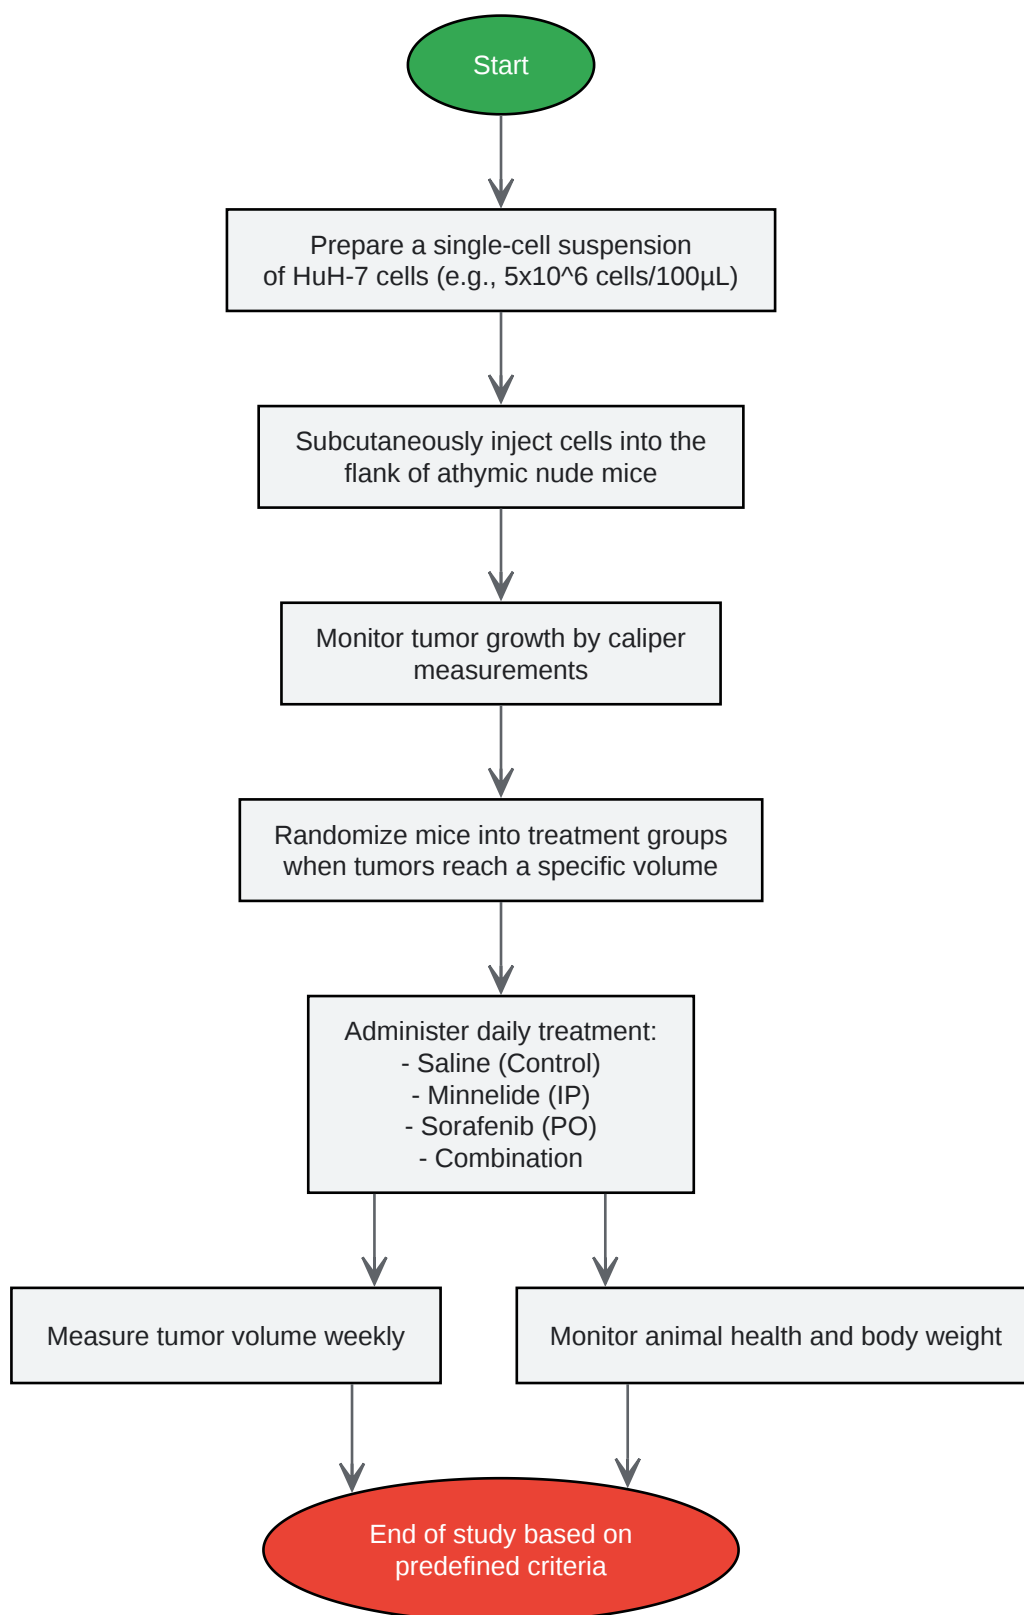 Start
Prepare a single-cell suspension
of HuH-7 cells (e.g., 5x10^6 cells/100µL)
Subcutaneously inject cells into the
flank of athymic nude mice
Monitor tumor growth by caliper
measurements
Randomize mice into treatment groups
when tumors reach a specific volume
Administer daily treatment:
- Saline (Control)
- Minnelide (IP)
- Sorafenib (PO)
- Combination
Measure tumor volume weekly
Monitor animal health and body weight
End of study based on
predefined criteria